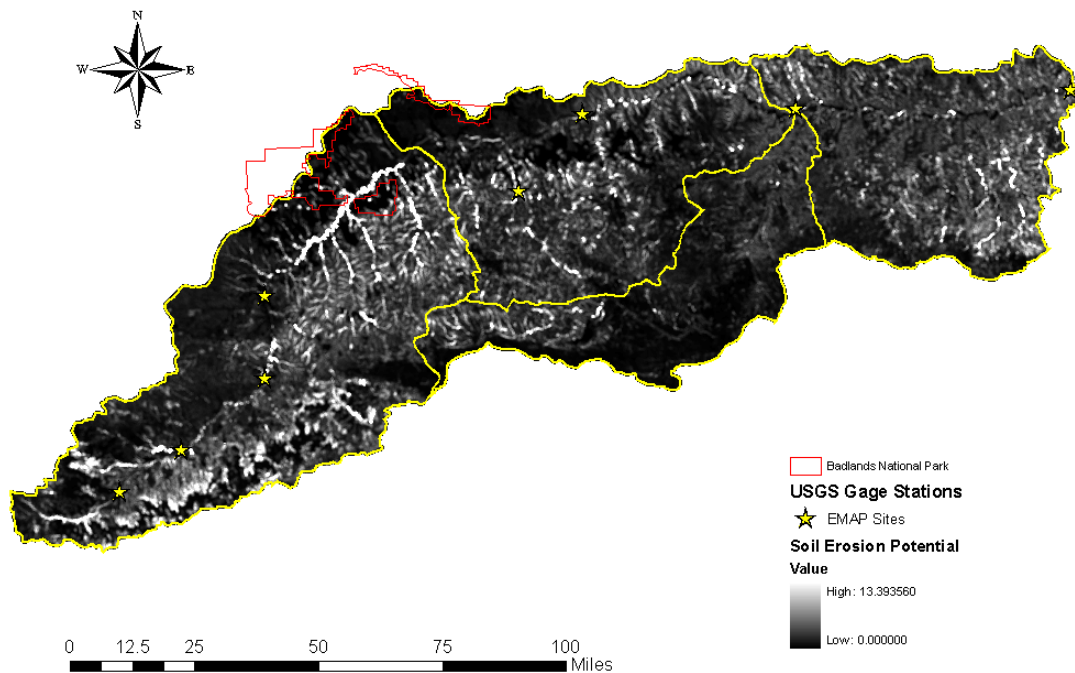 N
W E
S
Badlands National Park
USGS Gage Stations
EMAP Sites
Soil Erosion Potential
Value
High: 13.393560
Low: 0.000000
0 12.5 25 50 75 100
Miles